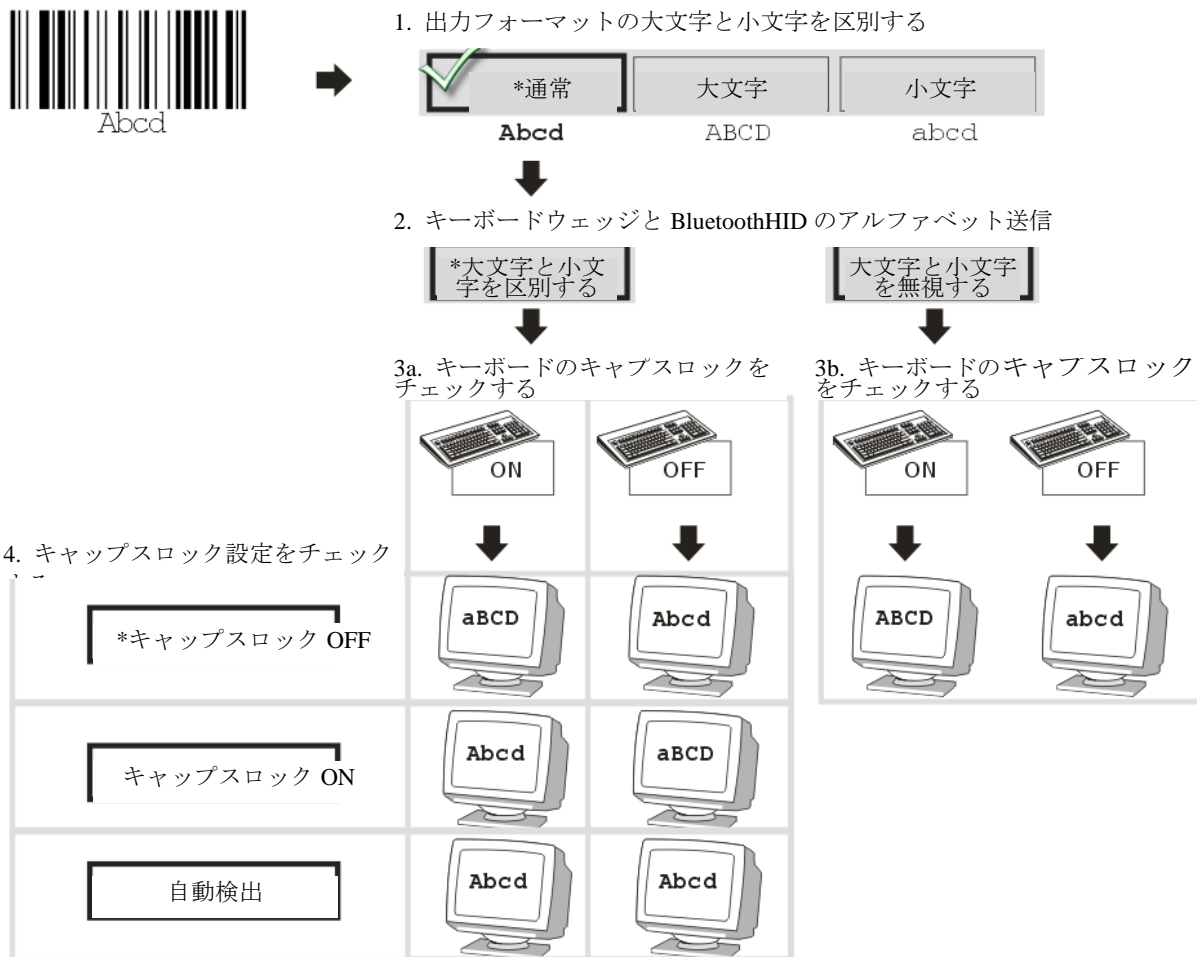 Abcd
1. 出力フォーマットの大文字と小文字を区別する
*通常
大文字
小文字
Abcd
ABCD
abcd
2. キーボードウェッジと BluetoothHID のアルファベット送信
*大文字と小文
字を区別する
大文字と小文字
を無視する
3a. キーボードのキャプスロックを
チェックする
3b. キーボードのキャプスロック
をチェックする
ON
OFF
ON
OFF
4. キャップスロック設定をチェック
*キャップスロック OFF
aBCD
Abcd
ABCD
abcd
キャップスロック ON
Abcd
aBCD
自動検出
Abcd
Abcd